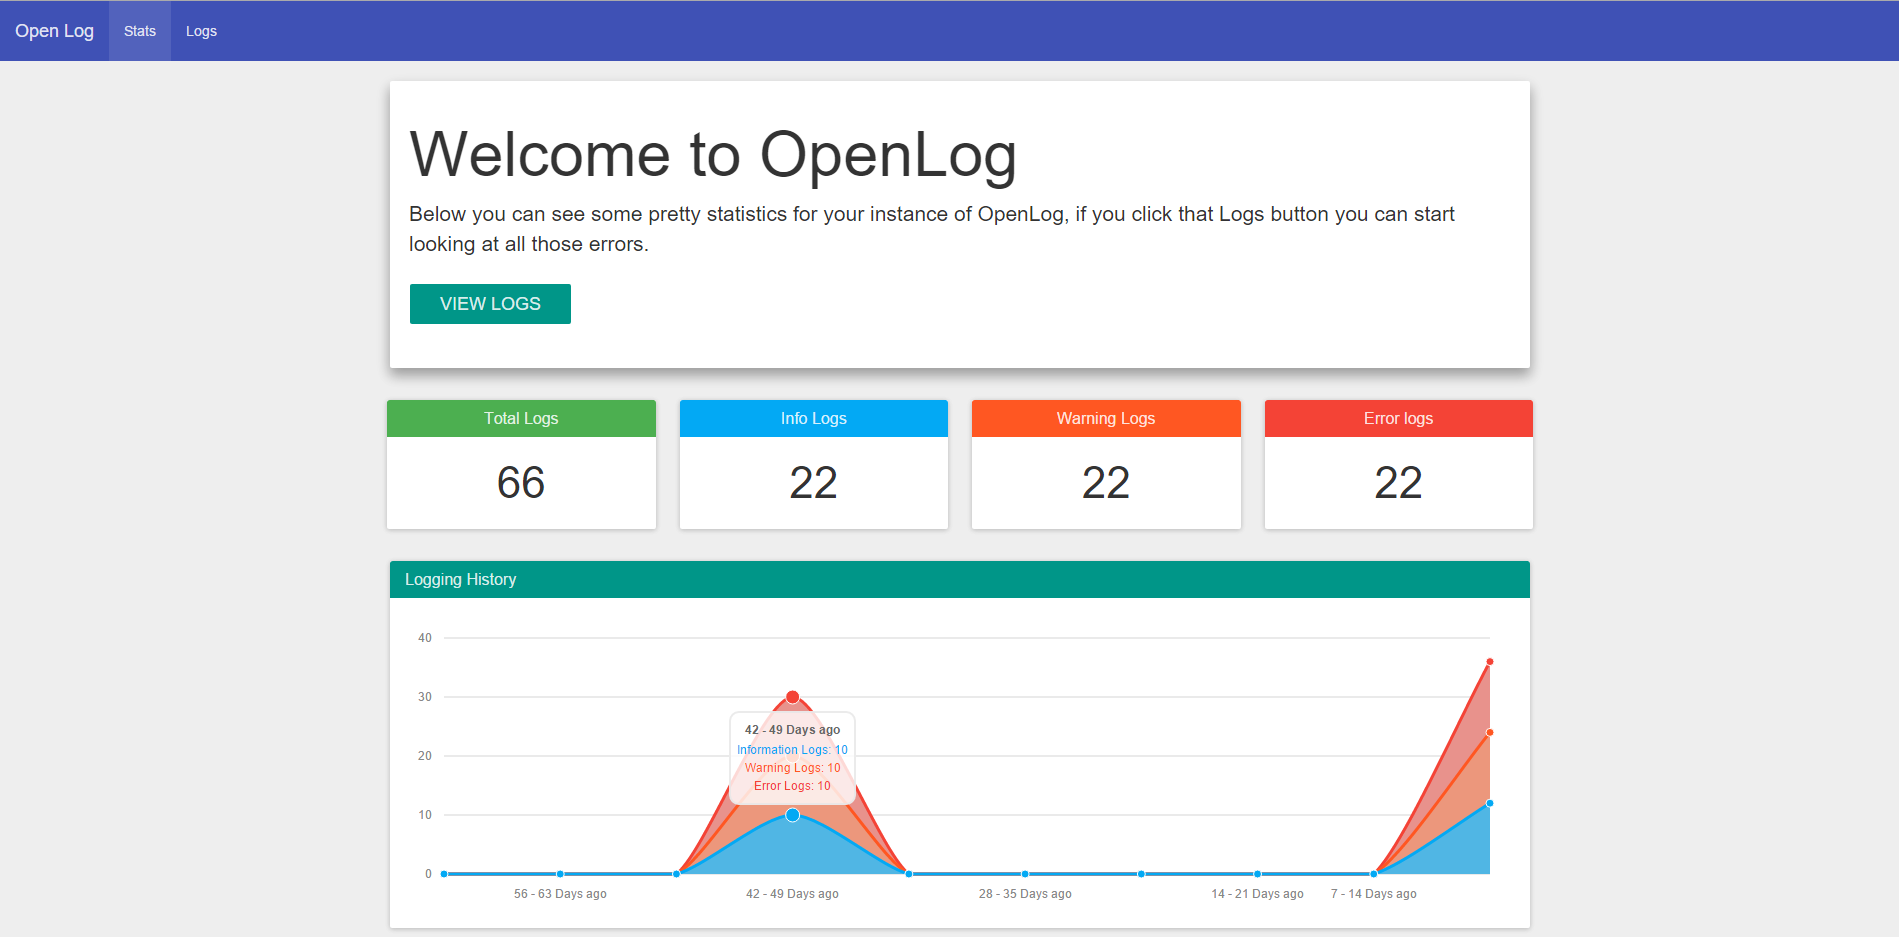 Open Log Stats Logs
Welcome to OpenLog
Below you can see some pretty statistics for your instance of OpenLog, if you click that Logs button you can start
looking at all those errors.
VIEW LOGS
Total Logs
66
Info Logs
22
Warning Logs
22
Error logs
22
Logging History
40
30
20
10
0
42 - 49 Days ago
Information Logs: 10
Warning Logs: 10
Error Logs: 10
56 - 63 Days ago 42 - 49 Days ago 28 - 35 Days ago 14 - 21 Days ago 7 - 14 Days ago